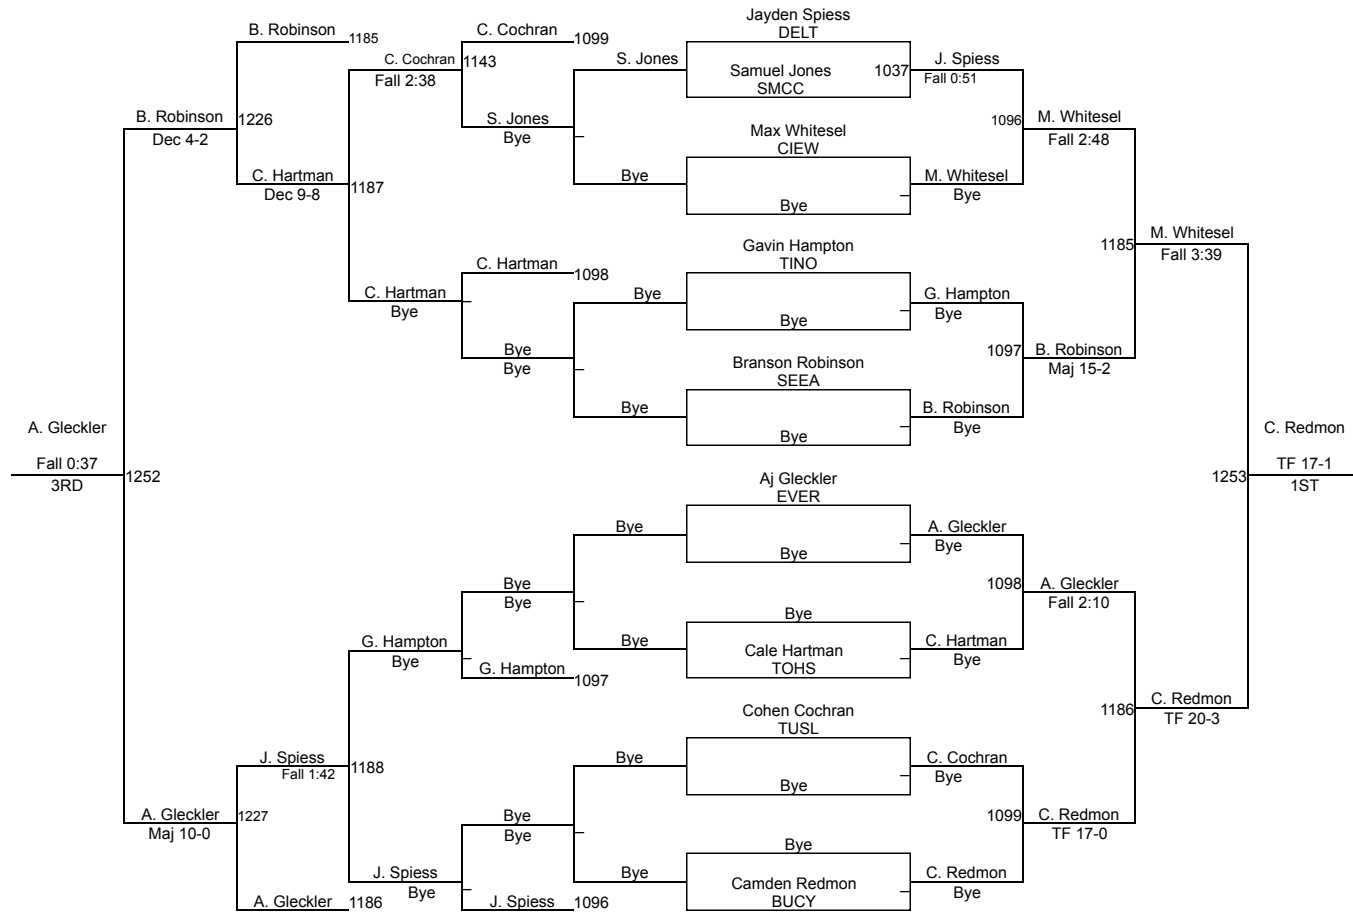 Jayden Spiess
DELT
B. Robinson
1185
C. Cochran
1099
C. Cochran
1143
Fall 2:38
S. Jones
Samuel Jones
SMCC
1037
J. Spiess
Fall 0:51
B. Robinson
1226
Dec 4-2
S. Jones
Bye
Max Whitesel
CIEW
1096
M. Whitesel
Fall 2:48
C. Hartman
1187
Dec 9-8
Bye
Bye
M. Whitesel
Bye
1185
M. Whitesel
Fall 3:39
C. Hartman
1098
Gavin Hampton
TINO
C. Hartman
Bye
Bye
Bye
G. Hampton
Bye
Bye
Bye
1097
B. Robinson
Maj 15-2
Branson Robinson
SEEA
Bye
Bye
B. Robinson
Bye
A. Gleckler
Fall 0:37
3RD
1252
C. Redmon
1253
TF 17-1
1ST
Aj Gleckler
EVER
Bye
Bye
A. Gleckler
Bye
Bye
Bye
1098
A. Gleckler
Fall 2:10
G. Hampton
Bye
G. Hampton
1097
Bye
Bye
Cale Hartman
TOHS
C. Hartman
Bye
1186
C. Redmon
TF 20-3
Cohen Cochran
TUSL
J. Spiess
Fall 1:42
1188
Bye
Bye
C. Cochran
Bye
A. Gleckler
1227
Maj 10-0
Bye
Bye
1099
C. Redmon
TF 17-0
J. Spiess
Bye
Bye
Bye
Camden Redmon
BUCY
C. Redmon
Bye
A. Gleckler
1186
J. Spiess
1096